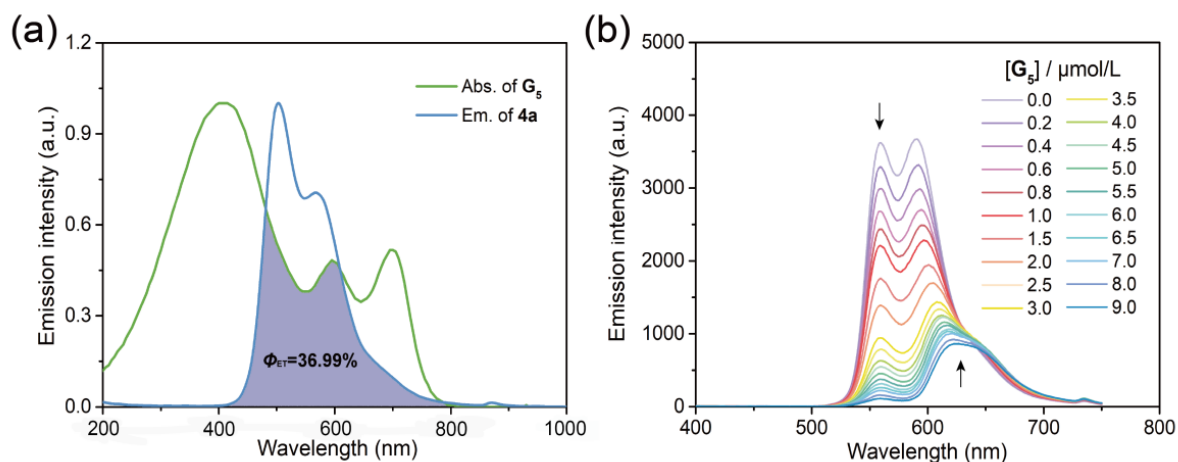 (a)
Emission intensity (a.u.)
1.2
0.9
0.6
0.3
0.0
Abs. of G5
Em. of 4a
ΦET=36.99%
200 400 600 800 1000
Wavelength (nm)
(b)
Emission intensity (a.u.)
5000
4000
3000
2000
1000
0
[G5] / μmol/L
0.0 3.5
0.2 4.0
0.4 4.5
0.6 5.0
0.8 5.5
1.0 6.0
1.5 6.5
2.0 7.0
2.5 8.0
3.0 9.0
400 500 600 700 800
Wavelength (nm)